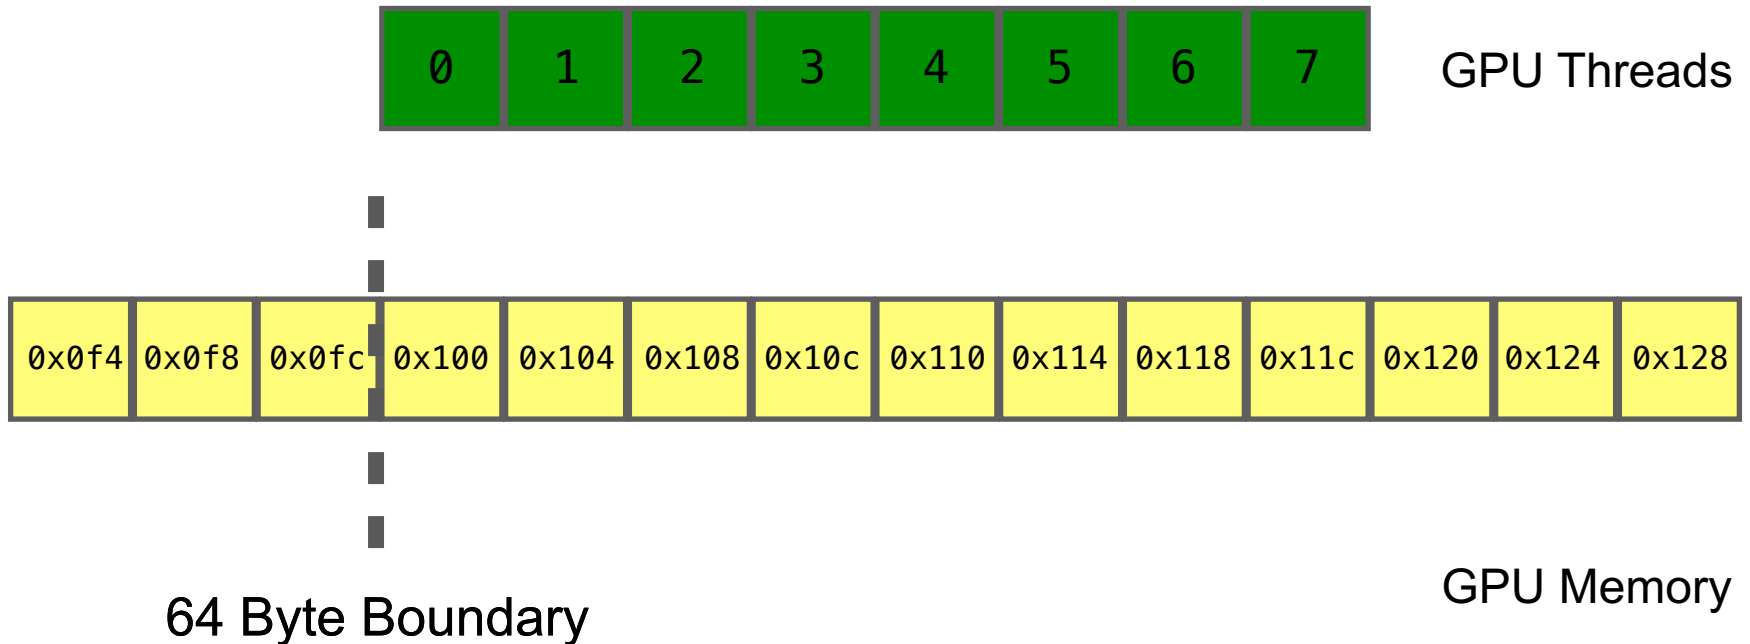 0 1 2 3 4 5 6 7 GPU Threads
0x0f4 0x0f8 0x0fc 0x100 0x104 0x108 0x10c 0x110 0x114 0x118 0x11c 0x120 0x124 0x128
GPU Memory
64 Byte Boundary